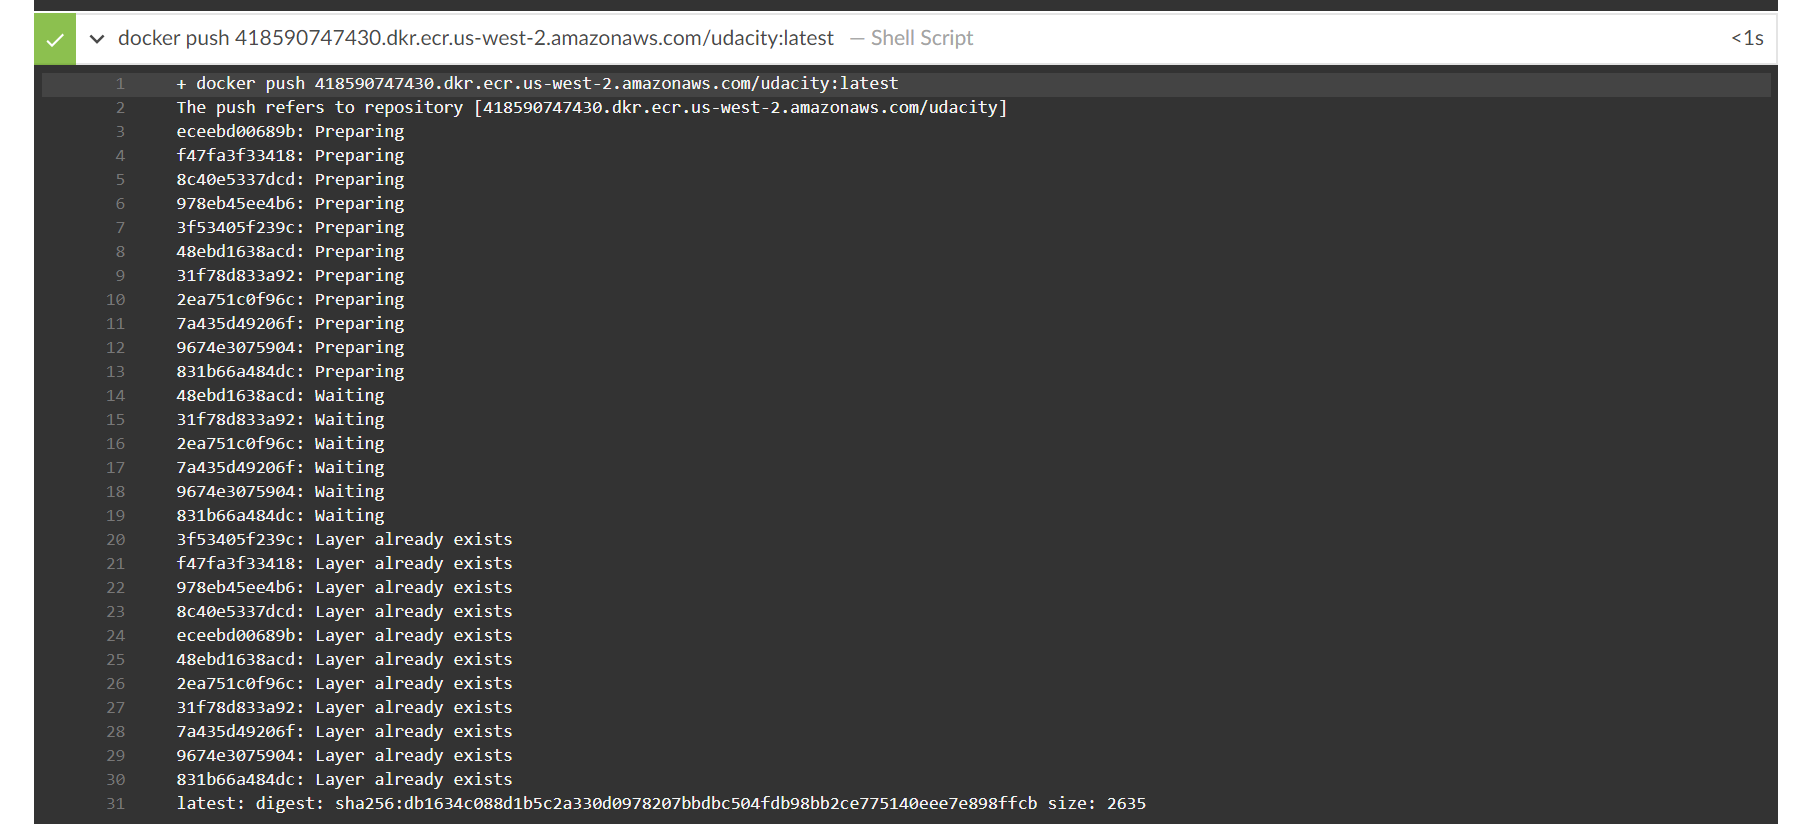 docker push 418590747430.dkr.ecr.us-west-2.amazonaws.com/udacity:latest — Shell Script <1s
1 + docker push 418590747430.dkr.ecr.us-west-2.amazonaws.com/udacity:latest
2 The push refers to repository [418590747430.dkr.ecr.us-west-2.amazonaws.com/udacity]
3 eceebd00689b: Preparing
4 f47fa3f33418: Preparing
5 8c40e5337dcd: Preparing
6 978eb45ee4b6: Preparing
7 3f53405f239c: Preparing
8 48ebd1638acd: Preparing
9 31f78d833a92: Preparing
10 2ea751c0f96c: Preparing
11 7a435d49206f: Preparing
12 9674e3075904: Preparing
13 831b66a484dc: Preparing
14 48ebd1638acd: Waiting
15 31f78d833a92: Waiting
16 2ea751c0f96c: Waiting
17 7a435d49206f: Waiting
18 9674e3075904: Waiting
19 831b66a484dc: Waiting
20 3f53405f239c: Layer already exists
21 f47fa3f33418: Layer already exists
22 978eb45ee4b6: Layer already exists
23 8c40e5337dcd: Layer already exists
24 eceebd00689b: Layer already exists
25 48ebd1638acd: Layer already exists
26 2ea751c0f96c: Layer already exists
27 31f78d833a92: Layer already exists
28 7a435d49206f: Layer already exists
29 9674e3075904: Layer already exists
30 831b66a484dc: Layer already exists
31 latest: digest: sha256:db1634c088d1b5c2a330d0978207bbdbc504fdb98bb2ce775140eee7e898ffcb size: 2635